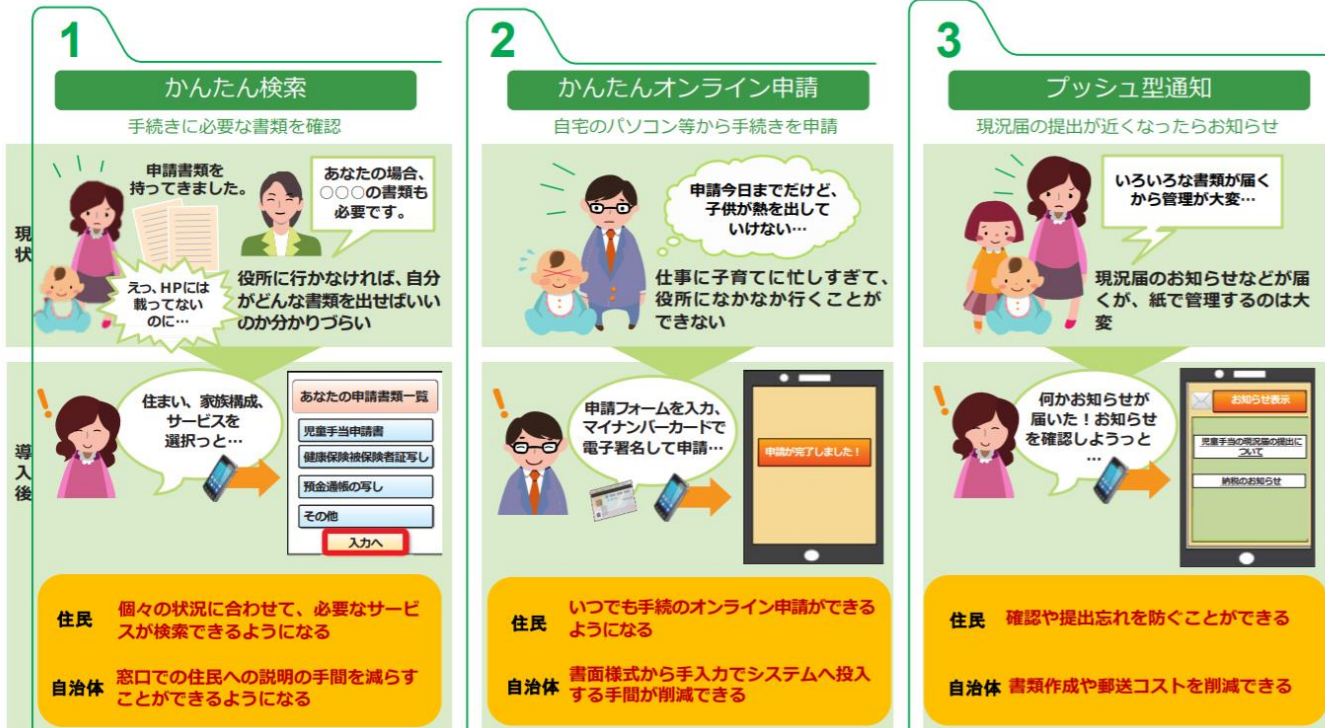 1
かんたん検索
手続きに必要な書類を確認
現状
申請書類を
持ってきました。
あなたの場合、
○○○の書類も
必要です。
えっ、HPには
載ってない
のに…
役所に行かなければ、自分
がどんな書類を出せばいい
のか分かりづらい
導入後
住まい、家族構成、
サービスを
選択っと…
あなたの申請書類一覧
児童手当申請書
健康保険被保険者証写し
預金通帳の写し
その他
入力へ
住民
個々の状況に合わせて、必要なサービ
スが検索できるようになる
自治体
窓口での住民への説明の手間を減らす
ことができるようになる
2
かんたんオンライン申請
自宅のパソコン等から手続きを申請
申請今日までだけど、
子供が熱を出して
いけない…
仕事に子育てに忙しすぎて、
役所になかなか行くことが
できない
申請フォームを入力、
マイナンバーカードで
電子署名して申請…
申請が完了しました!
住民
いつでも手続のオンライン申請ができる
ようになる
自治体
書面様式から手入力でシステムへ投入
する手間が削減できる
3
プッシュ型通知
現況届の提出が近くなったらお知らせ
いろいろな書類が届く
から管理が大変…
現況届のお知らせなどが届
くが、紙で管理するのは大
変
何かお知らせが
届いた!お知らせ
を確認しようっと
…
お知らせ表示
児童手当の現況届の提出に
ついて
納税のお知らせ
住民
確認や提出忘れを防ぐことができる
自治体
書類作成や郵送コストを削減できる